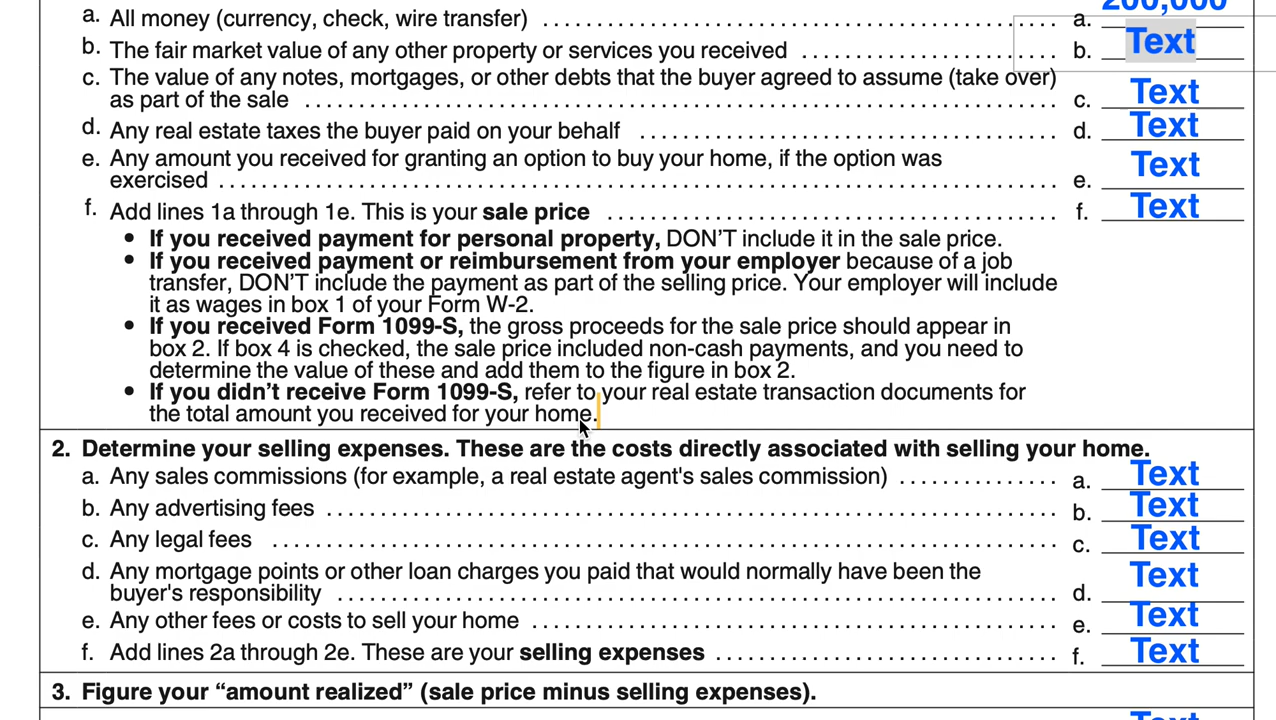 200,000
a. All money (currency, check, wire transfer) ........ a.
b. The fair market value of any other property or services you received ........ b. Text
c. The value of any notes, mortgages, or other debts that the buyer agreed to assume (take over)
as part of the sale ........ c. Text
d. Any real estate taxes the buyer paid on your behalf ........ d. Text
e. Any amount you received for granting an option to buy your home, if the option was
exercised ........ e. Text
f. Add lines 1a through 1e. This is your sale price ........ f. Text
• If you received payment for personal property, DON'T include it in the sale price.
• If you received payment or reimbursement from your employer because of a job
transfer, DON'T include the payment as part of the selling price. Your employer will include
it as wages in box 1 of your Form W-2.
• If you received Form 1099-S, the gross proceeds for the sale price should appear in
box 2. If box 4 is checked, the sale price included non-cash payments, and you need to
determine the value of these and add them to the figure in box 2.
• If you didn't receive Form 1099-S, refer to your real estate transaction documents for
the total amount you received for your home.
2. Determine your selling expenses. These are the costs directly associated with selling your home.
a. Any sales commissions (for example, a real estate agent's sales commission) ........ a. Text
b. Any advertising fees ........ b. Text
c. Any legal fees ........ c. Text
d. Any mortgage points or other loan charges you paid that would normally have been the
buyer's responsibility ........ d. Text
e. Any other fees or costs to sell your home ........ e. Text
f. Add lines 2a through 2e. These are your selling expenses ........ f. Text
3. Figure your "amount realized" (sale price minus selling expenses).
Text